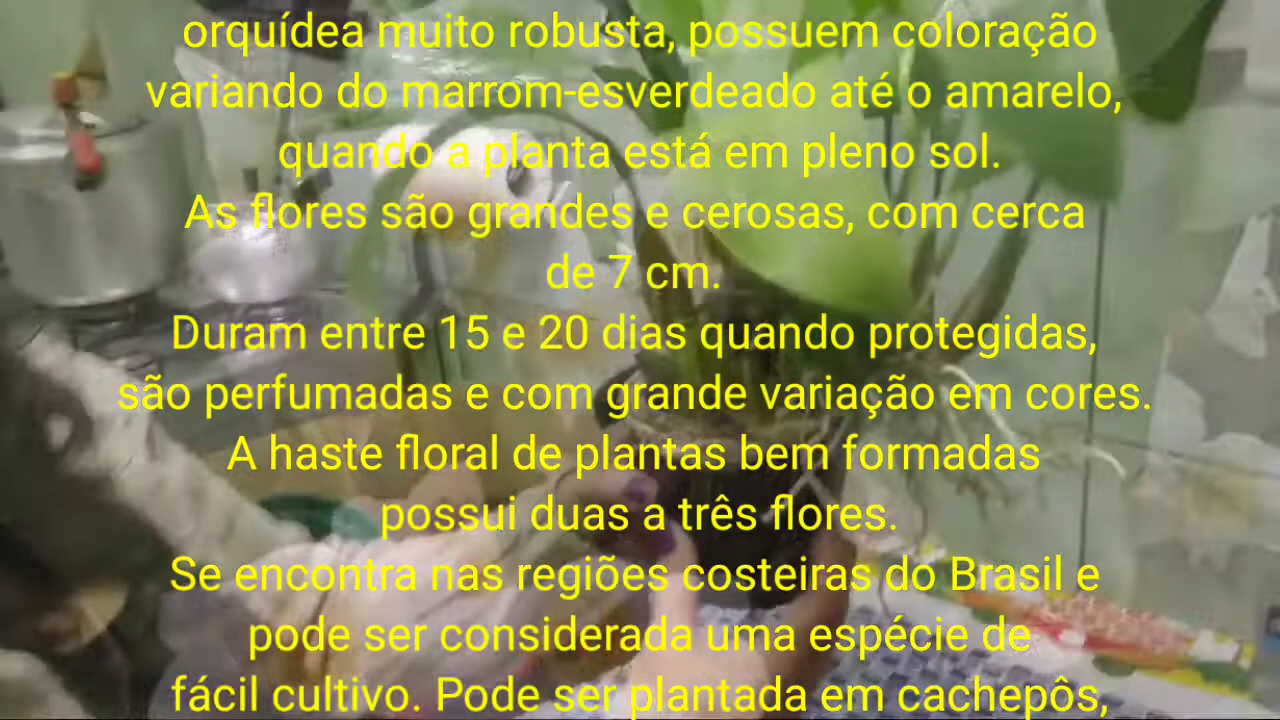 orquídea muito robusta, possuem coloração
variando do marrom-esverdeado até o amarelo,
quando a planta está em pleno sol.
As flores são grandes e cerosas, com cerca
de 7 cm.
Duram entre 15 e 20 dias quando protegidas,
são perfumadas e com grande variação em cores.
A haste floral de plantas bem formadas
possui duas a três flores.
Se encontra nas regiões costeiras do Brasil e
pode ser considerada uma espécie de
fácil cultivo. Pode ser plantada em cachepôs,